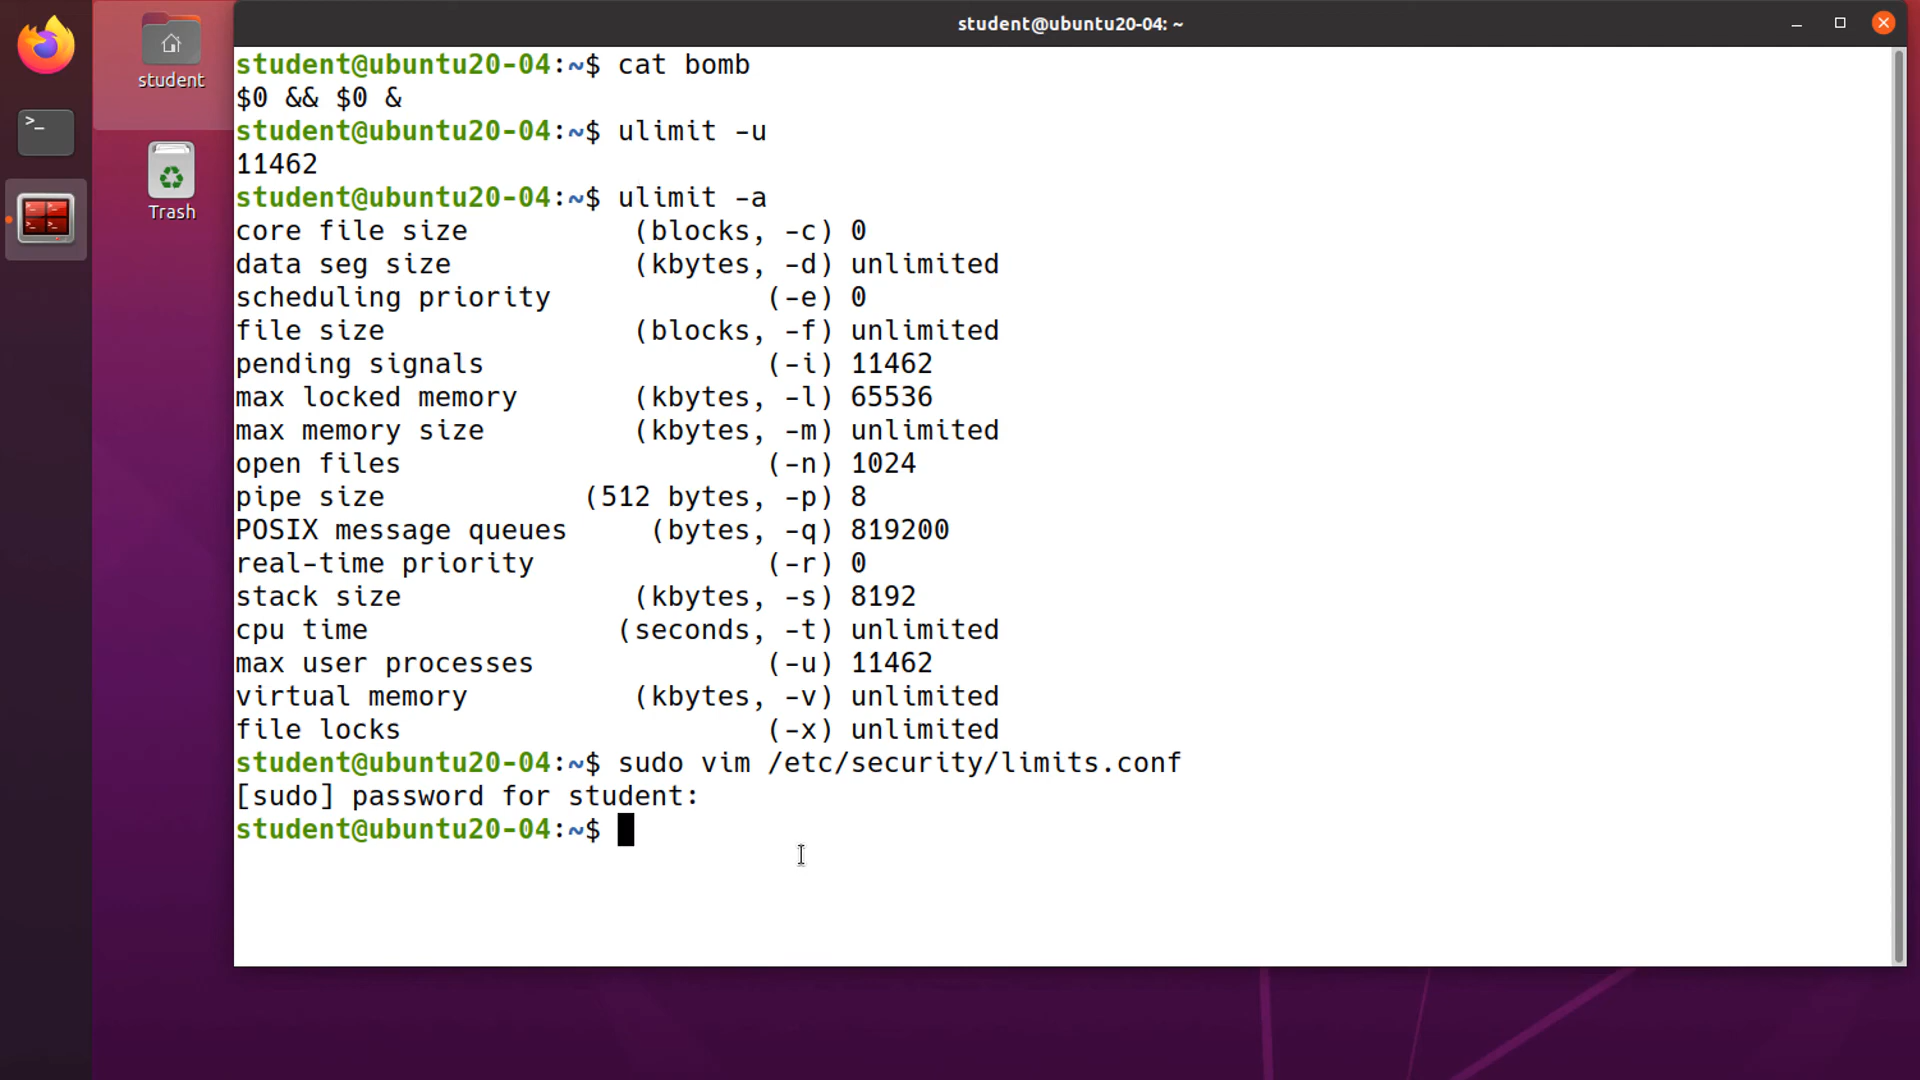 student@ubuntu20-04: ~
student
Trash
student@ubuntu20-04:~$ cat bomb
$0 && $0 &
student@ubuntu20-04:~$ ulimit -u
11462
student@ubuntu20-04:~$ ulimit -a
core file size          (blocks, -c) 0
data seg size           (kbytes, -d) unlimited
scheduling priority             (-e) 0
file size               (blocks, -f) unlimited
pending signals                 (-i) 11462
max locked memory       (kbytes, -l) 65536
max memory size         (kbytes, -m) unlimited
open files                      (-n) 1024
pipe size            (512 bytes, -p) 8
POSIX message queues     (bytes, -q) 819200
real-time priority              (-r) 0
stack size              (kbytes, -s) 8192
cpu time               (seconds, -t) unlimited
max user processes              (-u) 11462
virtual memory          (kbytes, -v) unlimited
file locks                      (-x) unlimited
student@ubuntu20-04:~$ sudo vim /etc/security/limits.conf
[sudo] password for student:
student@ubuntu20-04:~$